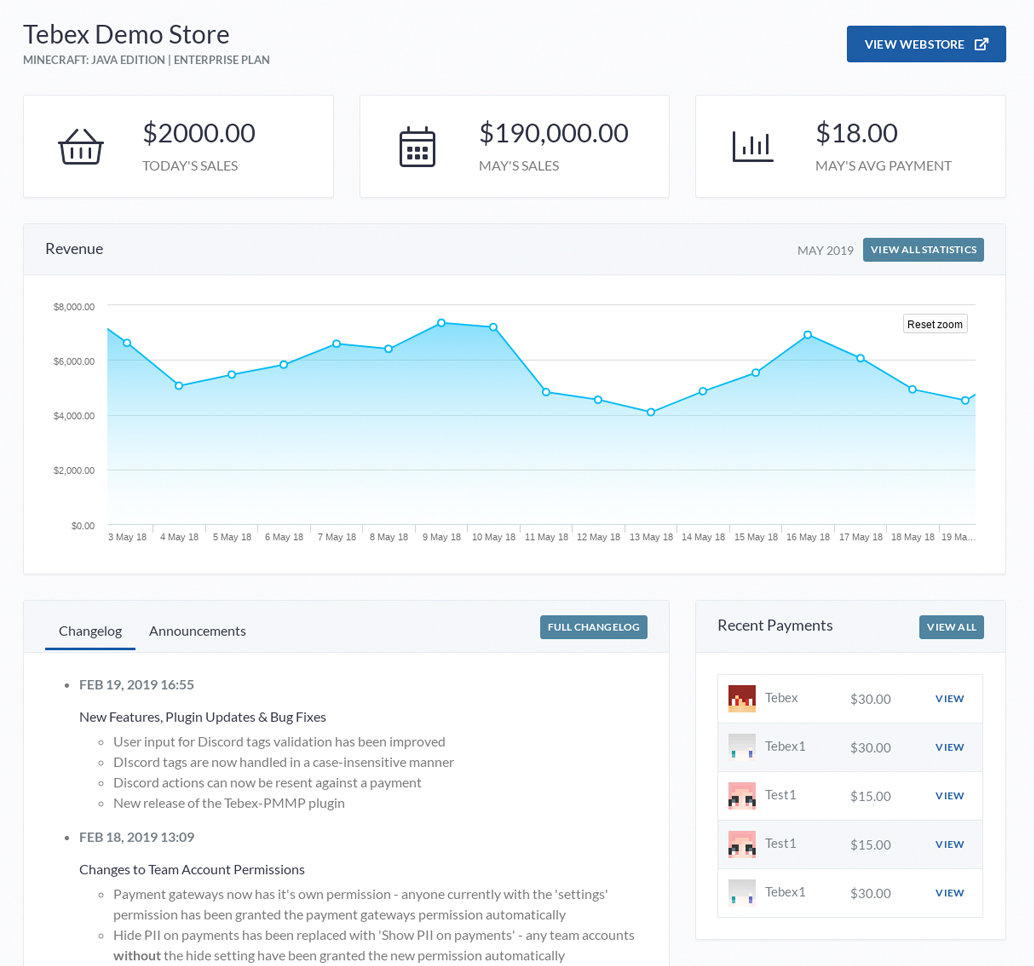 Tebex Demo Store
MINECRAFT: JAVA EDITION | ENTERPRISE PLAN
VIEW WEBSTORE
$2000.00
TODAY'S SALES
$190,000.00
MAY'S SALES
$18.00
MAY'S AVG PAYMENT
Revenue
MAY 2019
VIEW ALL STATISTICS
Reset zoom
$8,000.00
$6,000.00
$4,000.00
$2,000.00
$0.00
3 May 18 4 May 18 5 May 18 6 May 18 7 May 18 8 May 18 9 May 18 10 May 18 11 May 18 12 May 18 13 May 18 14 May 18 15 May 18 16 May 18 17 May 18 18 May 18 19 Ma…
Changelog Announcements
FULL CHANGELOG
• FEB 19, 2019 16:55
New Features, Plugin Updates & Bug Fixes
◦ User input for Discord tags validation has been improved
◦ DIscord tags are now handled in a case-insensitive manner
◦ Discord actions can now be resent against a payment
◦ New release of the Tebex-PMMP plugin
• FEB 18, 2019 13:09
Changes to Team Account Permissions
◦ Payment gateways now has it's own permission - anyone currently with the 'settings'
permission has been granted the payment gateways permission automatically
◦ Hide PII on payments has been replaced with 'Show PII on payments' - any team accounts
without the hide setting have been granted the new permission automatically
Recent Payments
VIEW ALL
Tebex $30.00 VIEW
Tebex1 $30.00 VIEW
Test1 $15.00 VIEW
Test1 $15.00 VIEW
Tebex1 $30.00 VIEW